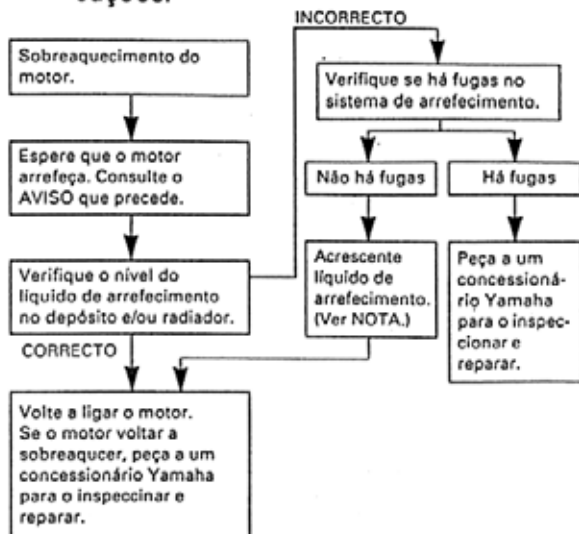 INCORRECTO
Sobreaquecimento do
motor.
Espere que o motor
arrefeça. Consulte o
AVISO que precede.
Verifique o nível do
líquido de arrefecimento
no depósito e/ou radiador.
CORRECTO
Volte a ligar o motor.
Se o motor voltar a
sobreaqucer, peça a um
concessionário Yamaha
para o inspeccinar e
reparar.
Verifique se há fugas no
sistema de arrefecimento.
Não há fugas
Há fugas
Acrescente
líquido de
arrefecimento.
(Ver NOTA.)
Peça a um
concessioná-
rio Yamaha
para o inspec-
cionar e
reparar.